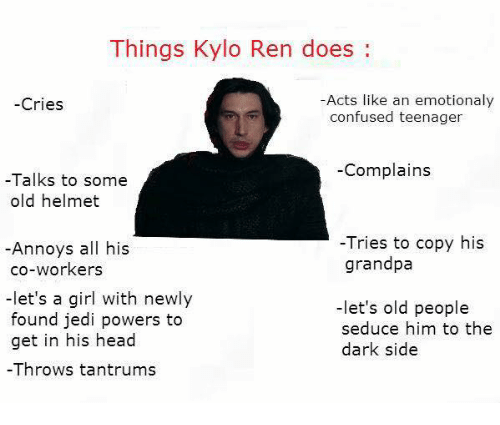 Things Kylo Ren does :
-Cries
-Talks to some
old helmet
-Annoys all his
co-workers
-let's a girl with newly
found jedi powers to
get in his head
-Throws tantrums
-Acts like an emotionaly
confused teenager
-Complains
-Tries to copy his
grandpa
-let's old people
seduce him to the
dark side